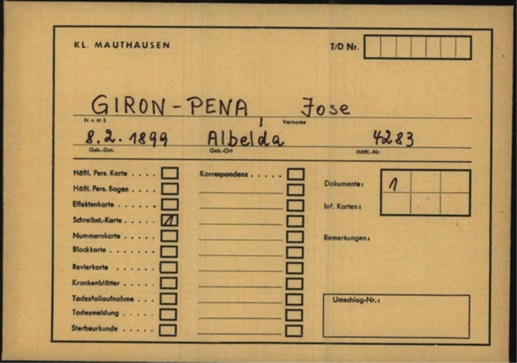 KL. MAUTHAUSEN T/D Nr.
GIRON-PENA, Jose
NAME Vorname
8.2.1899 Albelda 4283
Geb.-Dat. Geb.-Ort Häftl.-Nr.
Häftl. Pers. Karte . . . . Korrespondenz . . . . .
Häftl. Pers. Bogen . . . . Dokumente: 1
Effektenkarte . . . . . Inf. Karten:
Schreibst.-Karte . . . . 1
Nummernkarte . . . . . Bemerkungen:
Blockkarte . . . . . .
Revierkarte . . . . . .
Krankenblätter . . . . .
Todesfallaufnahme . . . Umschlag-Nr.:
Todesmeldung . . . . .
Sterbeurkunde . . . . .